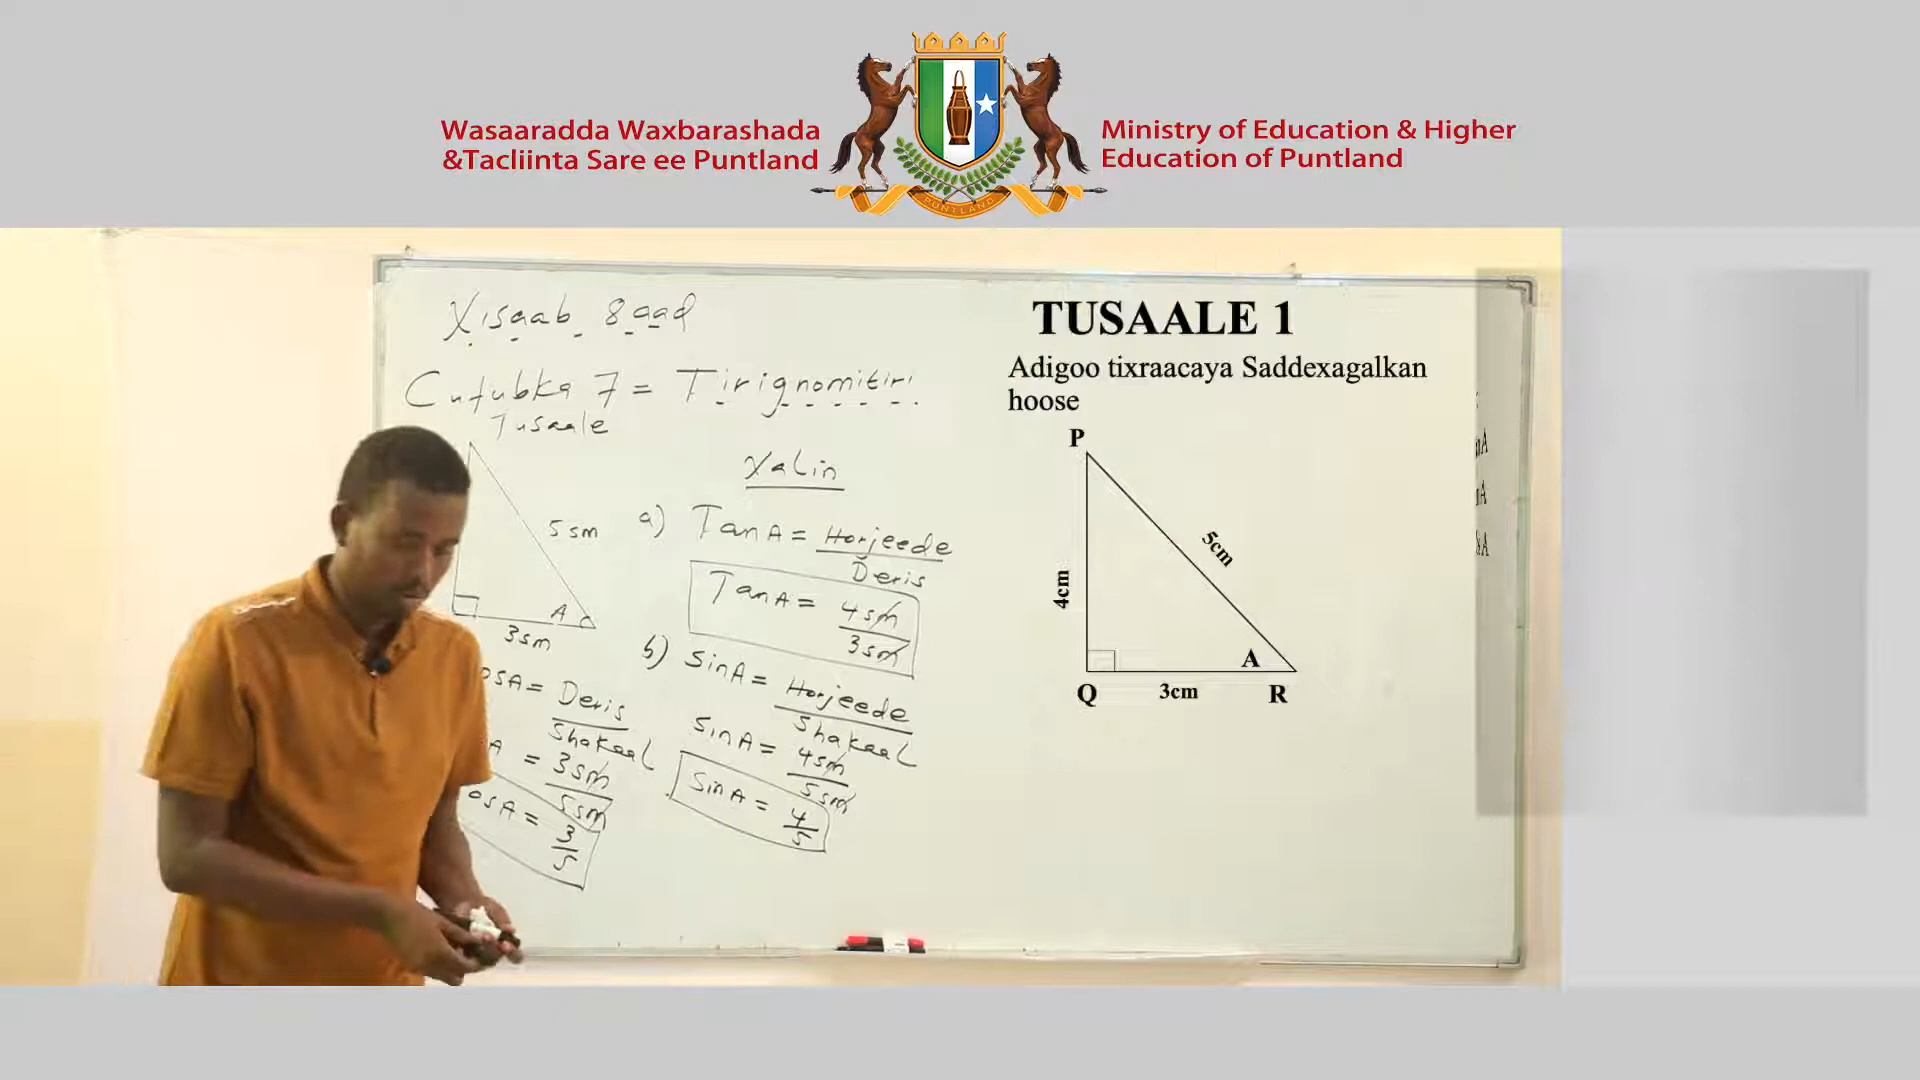 Wasaaradda Waxbarashada
&Tacliinta Sare ee Puntland
PUNTLAND
Ministry of Education & Higher
Education of Puntland
Xisaab 8aad
Cutubka 7 = Tirignomitiri
Tusaale
5sm
A
3sm
Xalin
a) TanA = Horjeede
Deris
TanA = 4sm
3sm
b) SinA = Horjeede
Shakaal
SinA = 4sm
5sm
SinA = 4
5
osA = Deris
Shakaal
A = 3sm
5sm
osA = 3
5
TUSAALE 1
Adigoo tixraacaya Saddexagalkan
hoose
P
5cm
4cm
A
Q 3cm R